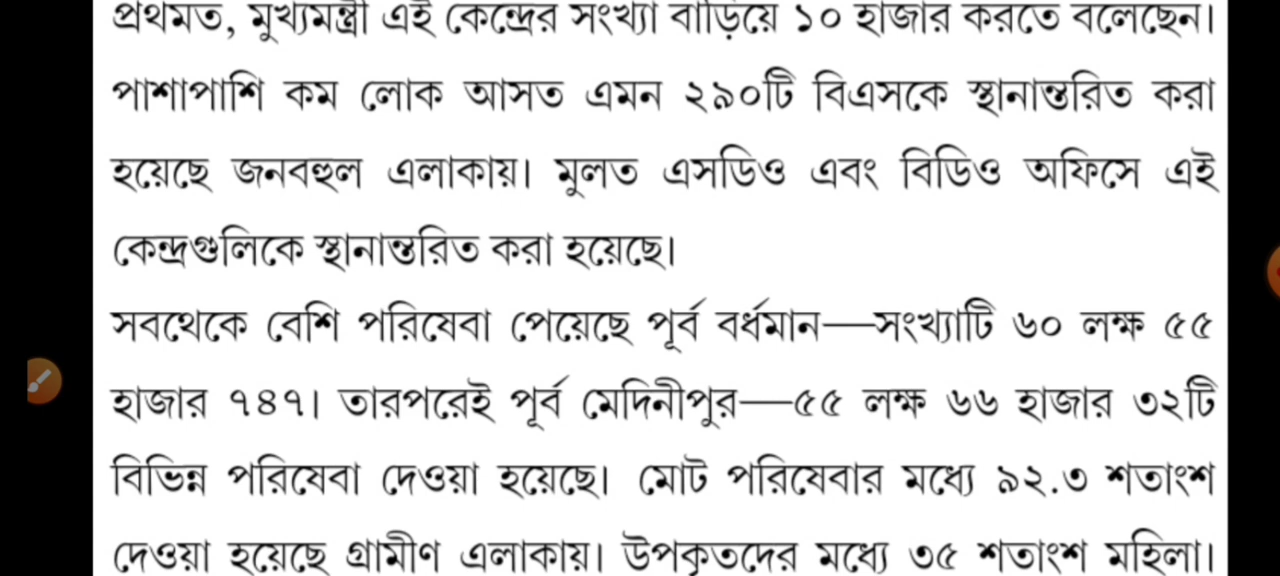 প্রথমত, মুখ্যমন্ত্রী এই কেন্দ্রের সংখ্যা বাড়িয়ে ১০ হাজার করতে বলেছেন।
পাশাপাশি কম লোক আসত এমন ২৯০টি বিএসকে স্থানান্তরিত করা
হয়েছে জনবহুল এলাকায়। মুলত এসডিও এবং বিডিও অফিসে এই
কেন্দ্রগুলিকে স্থানান্তরিত করা হয়েছে।
সবথেকে বেশি পরিষেবা পেয়েছে পূর্ব বর্ধমান—সংখ্যাটি ৬০ লক্ষ ৫৫
হাজার ৭৪৭। তারপরেই পূর্ব মেদিনীপুর—৫৫ লক্ষ ৬৬ হাজার ৩২টি
বিভিন্ন পরিষেবা দেওয়া হয়েছে। মোট পরিষেবার মধ্যে ৯২.৩ শতাংশ
দেওয়া হয়েছে গ্রামীণ এলাকায়। উপকৃতদের মধ্যে ৩৫ শতাংশ মহিলা।